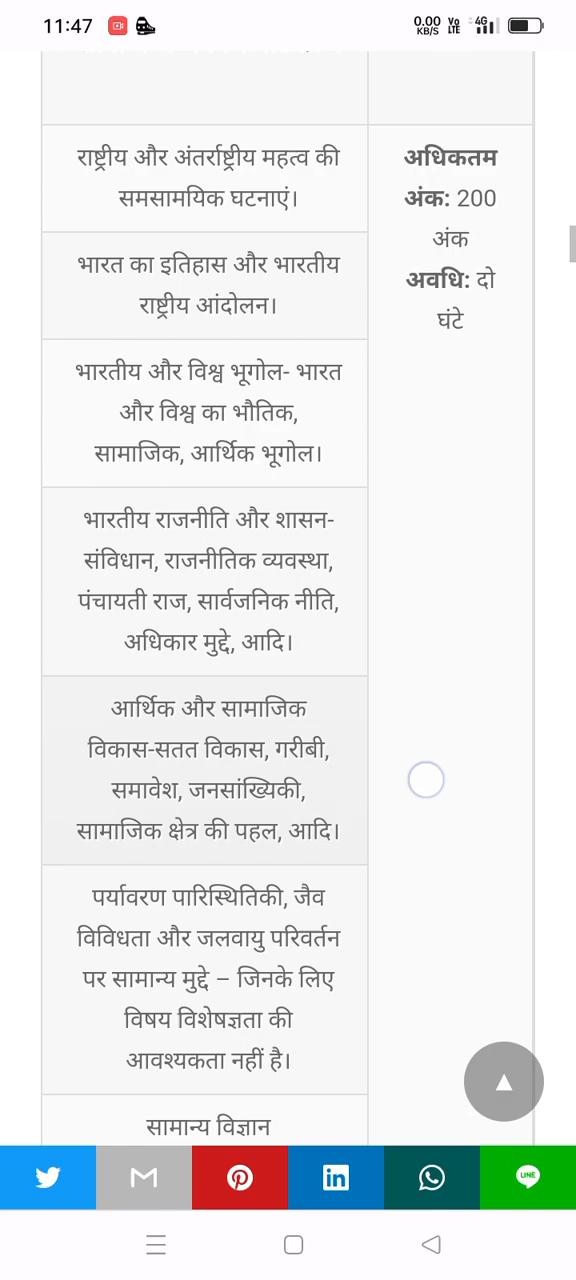 11:47
0.00 KB/S
Vo LTE
4G
राष्ट्रीय और अंतर्राष्ट्रीय महत्व की
समसामयिक घटनाएं।
भारत का इतिहास और भारतीय
राष्ट्रीय आंदोलन।
भारतीय और विश्व भूगोल- भारत
और विश्व का भौतिक,
सामाजिक, आर्थिक भूगोल।
भारतीय राजनीति और शासन-
संविधान, राजनीतिक व्यवस्था,
पंचायती राज, सार्वजनिक नीति,
अधिकार मुद्दे, आदि।
आर्थिक और सामाजिक
विकास-सतत विकास, गरीबी,
समावेश, जनसांख्यिकी,
सामाजिक क्षेत्र की पहल, आदि।
पर्यावरण पारिस्थितिकी, जैव
विविधता और जलवायु परिवर्तन
पर सामान्य मुद्दे – जिनके लिए
विषय विशेषज्ञता की
आवश्यकता नहीं है।
सामान्य विज्ञान
अधिकतम
अंक: 200
अंक
अवधि: दो
घंटे
LINE